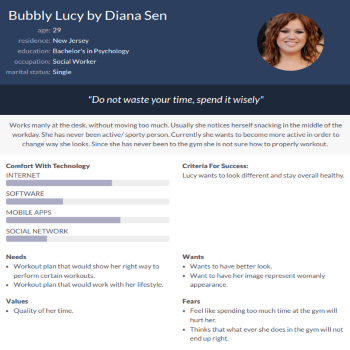 Bubbly Lucy by Diana Sen
age: 29
residence: New Jersey
education: Bachelor's in Psychology
occupation: Social Worker
marital status: Single
"Do not waste your time, spend it wisely"
Works manly at the desk, without moving too much. Usually she notices herself snacking in the middle of the
workday. She has never been active/ sporty person. Currently she wants to become more active in order to
change way she looks. Since she has never been to the gym she is not sure how to properly workout.
Comfort With Technology
INTERNET
SOFTWARE
MOBILE APPS
SOCIAL NETWORK
Criteria For Success:
Lucy wants to look different and stay overall healthy.
Needs
• Workout plan that would show her right way to
perform certain workouts.
• Workout plan that would work with her lifestyle.
Wants
• Wants to have better look.
• Want to have her image represent womanly
appearance.
Values
• Quality of her time.
Fears
• Feel like spending too much time at the gym will
hurt her.
• Thinks that what ever she does in the gym will not
end up right.